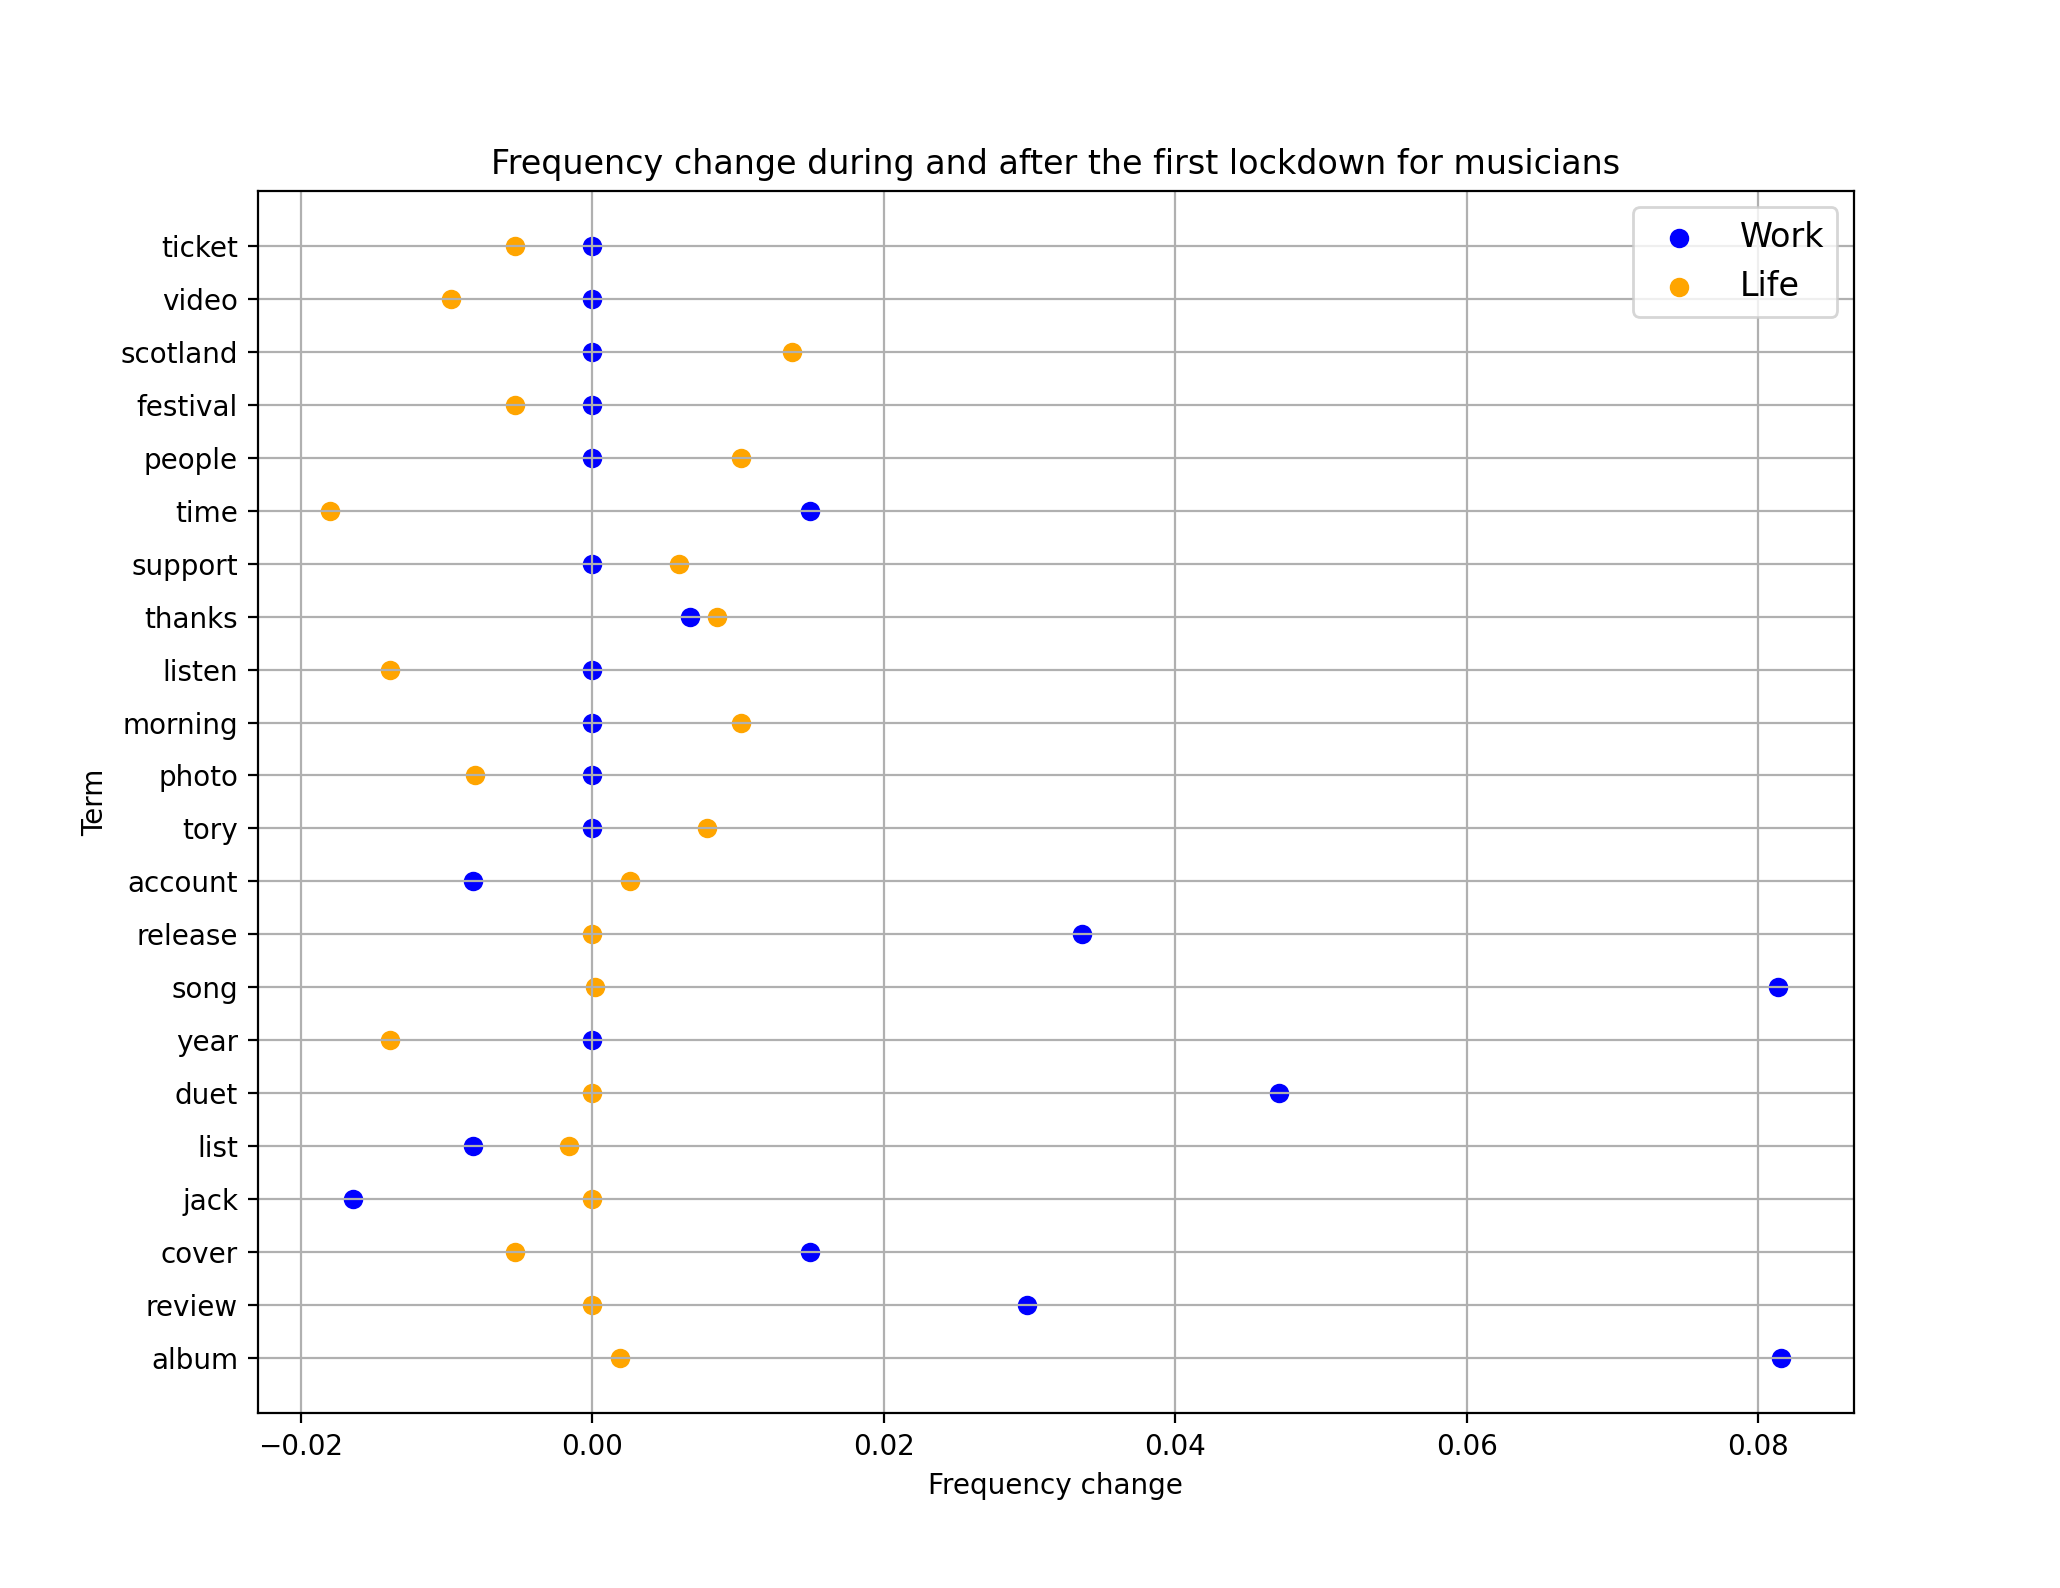 Frequency change during and after the first lockdown for musicians
Work
Life
ticket
video
scotland
festival
people
time
support
thanks
listen
morning
photo
tory
account
release
song
year
duet
list
jack
cover
review
album
Term
−0.02 0.00 0.02 0.04 0.06 0.08
Frequency change